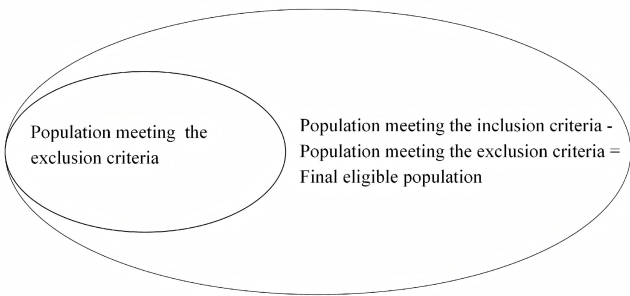 Population meeting the
exclusion criteria
Population meeting the inclusion criteria -
Population meeting the exclusion criteria =
Final eligible population